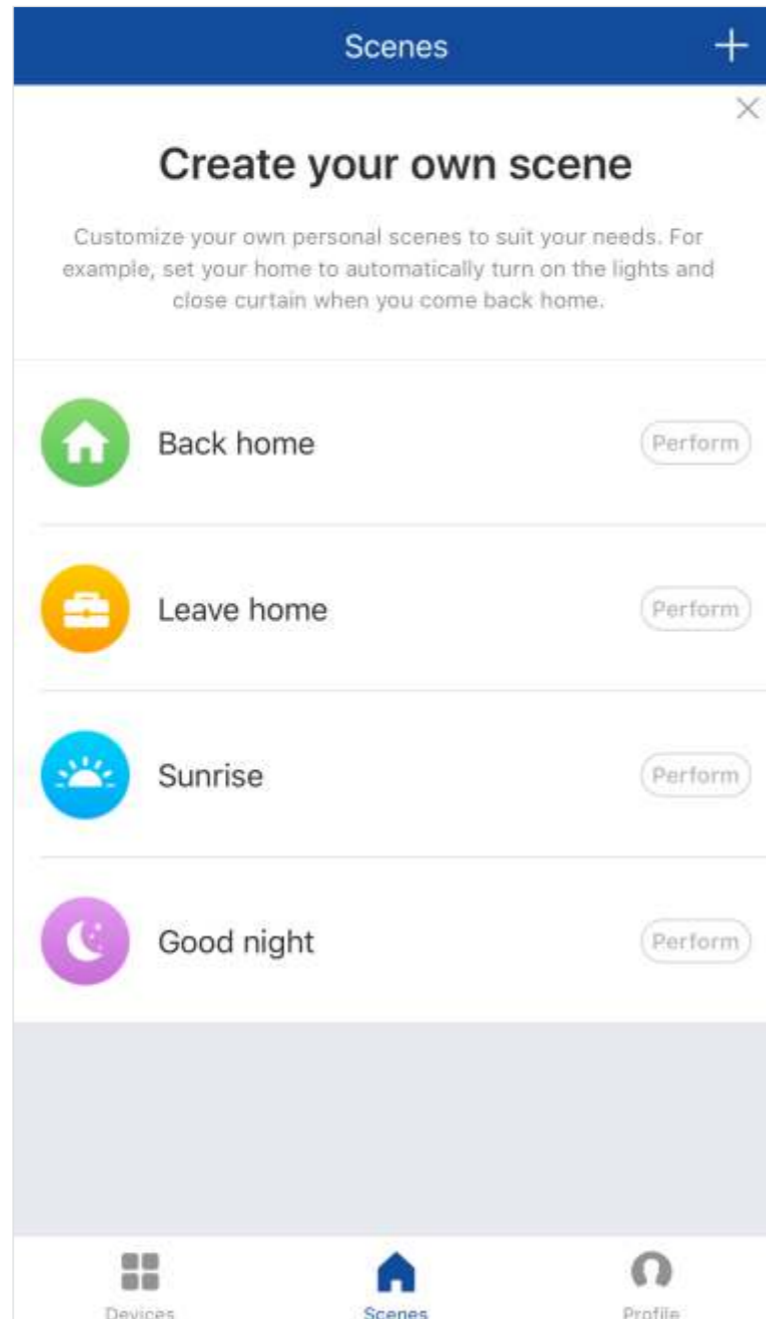 Scenes
Create your own scene
Customize your own personal scenes to suit your needs. For
example, set your home to automatically turn on the lights and
close curtain when you come back home.
Back home
Perform
Leave home
Perform
Sunrise
Perform
Good night
Perform
Devices
Scenes
Profile